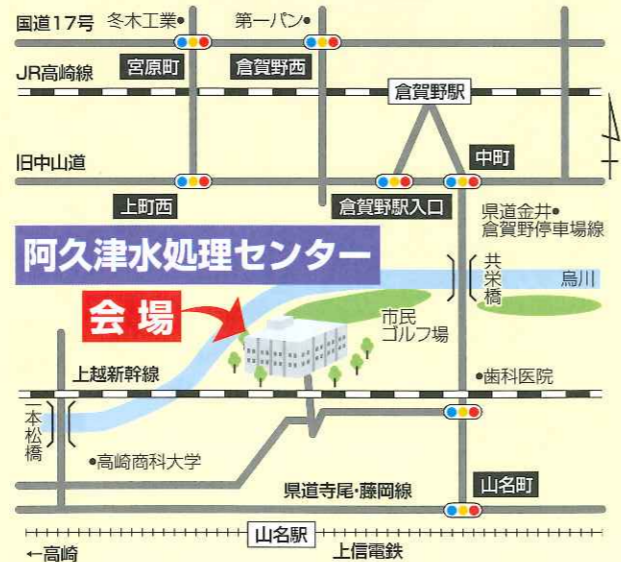 国道17号
冬木工業•
第一パン•
宮原町
倉賀野西
JR高崎線
倉賀野駅
旧中山道
中町
上町西
倉賀野駅入口
県道金井•
倉賀野停車場線
阿久津水処理センター
共栄橋
烏川
会場
市民
ゴルフ場
上越新幹線
•歯科医院
一本松橋
•高崎商科大学
県道寺尾・藤岡線
山名町
山名駅
←高崎
上信電鉄